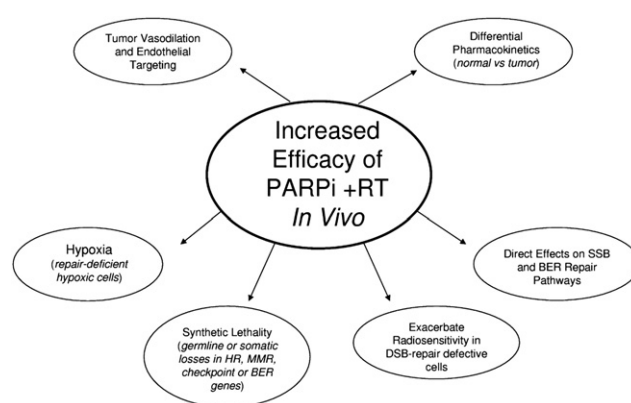 Tumor Vasodilation
and Endothelial
Targeting
Differential
Pharmacokinetics
(normal vs tumor)
Increased
Efficacy of
PARPi +RT
In Vivo
Hypoxia
(repair-deficient
hypoxic cells)
Direct Effects on SSB
and BER Repair
Pathways
Synthetic Lethality
(germline or somatic
losses in HR, MMR,
checkpoint or BER
genes)
Exacerbate
Radiosensitivity in
DSB-repair defective
cells